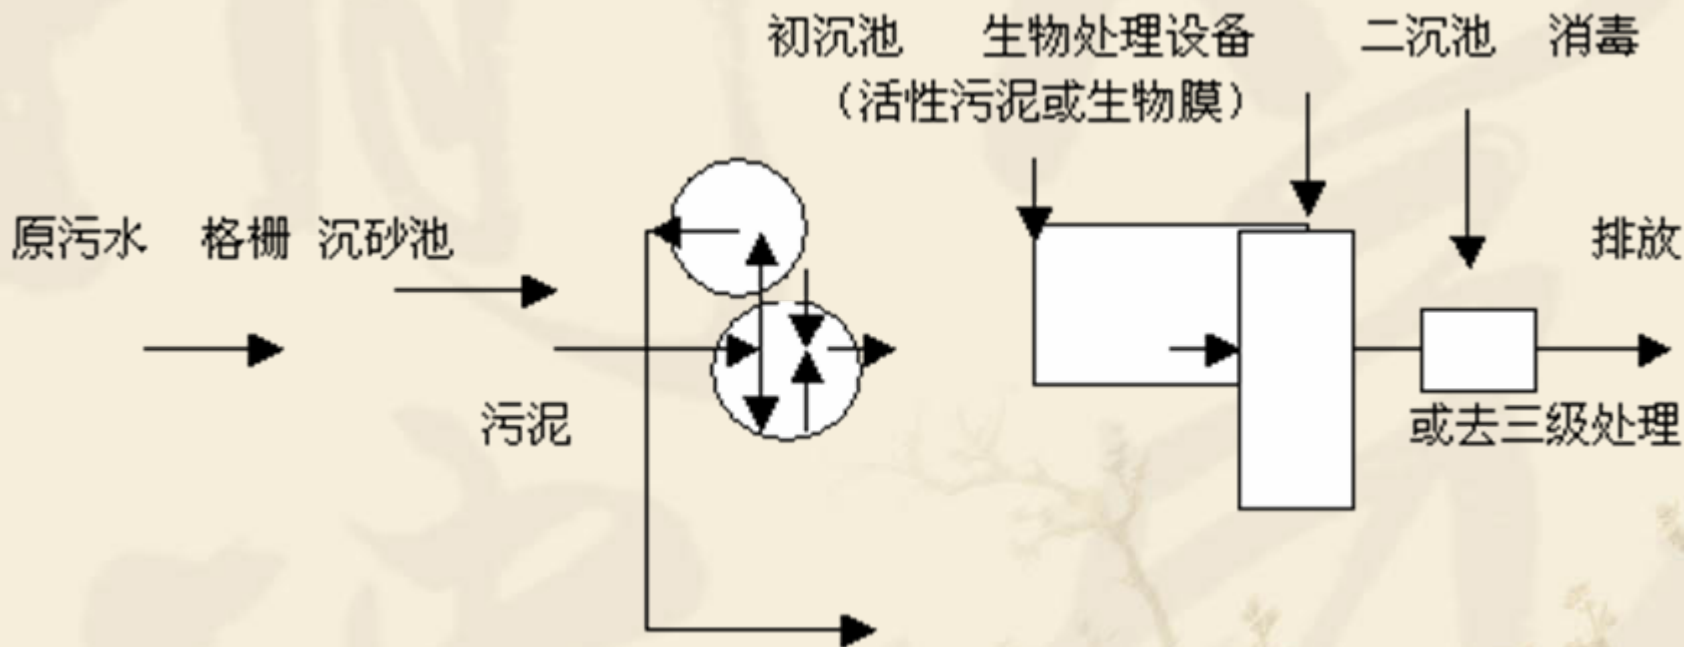 初沉池 生物处理设备 二沉池 消毒
（活性污泥或生物膜）
原污水 格栅 沉砂池 排放
污泥 或去三级处理